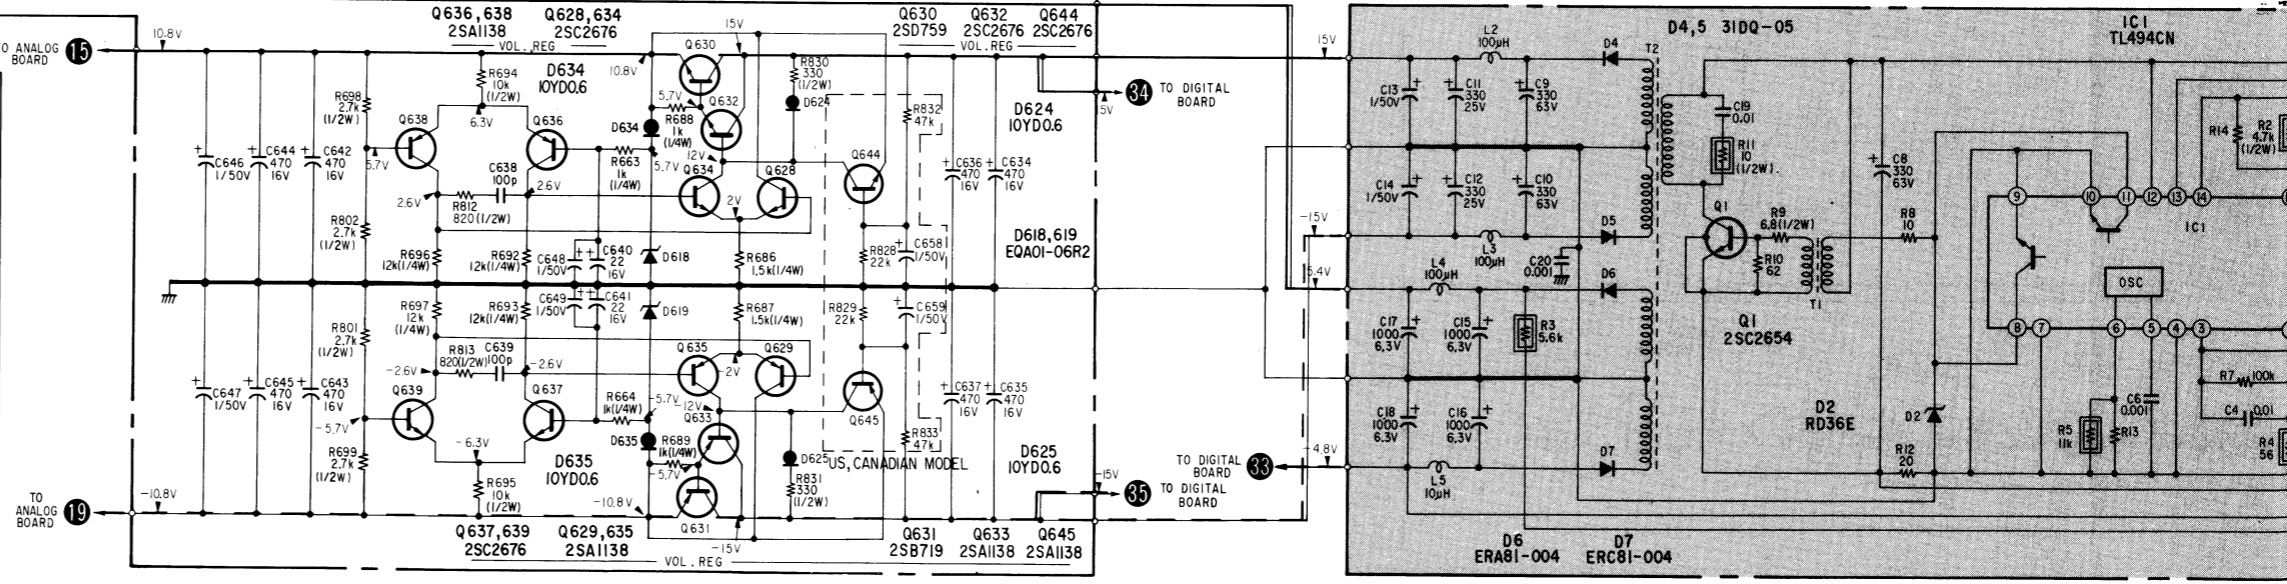 Q636,638
2SA1138
Q628,634
2SC2676
VOL.REG
Q630
2SD759
Q632
2SC2676
Q644
2SC2676
VOL.REG
TO ANALOG
BOARD
15
10.8V
R698
2.7k
(1/2W)
R694
10k
(1/2W)
D634
10YD0.6
6.3V
Q638
Q636
5.7V
C646
1/50V
C644
470
16V
C642
470
16V
C638
100p
2.6V
2.6V
R812
820(1/2W)
R802
2.7k
(1/2W)
R696
12k(1/4W)
R692
12k(1/4W)
C648
1/50V
C640
22
16V
15V
Q630
10.8V
5.7V
R688
1k
(1/4W)
Q632
D634
R663
1k
(1/4W)
5.7V
12V
Q634
Q628
2V
D618
R686
1.5k(1/4W)
R830
330
(1/2W)
D624
R832
47k
Q644
R828
22k
C658
1/50V
C636
470
16V
C634
470
16V
D624
10YD0.6
D618,619
EQA01-06R2
34
TO DIGITAL
BOARD
15V
R697
12k
(1/4W)
R693
12k(1/4W)
C649
1/50V
C641
22
16V
D619
R687
1.5k(1/4W)
R829
22k
C659
1/50V
R801
2.7k
(1/2W)
R813
820(1/2W)
C639
100p
-2.6V
-2.6V
Q639
Q637
-5.7V
C647
1/50V
C645
470
16V
C643
470
16V
R699
2.7k
(1/2W)
-6.3V
R695
10k
(1/2W)
D635
10YD0.6
Q635
Q629
-2V
R664
1k(1/4W)
-5.7V
-12V
Q633
D635
R689
1k(1/4W)
-5.7V
-10.8V
Q631
-15V
D625
R831
330
(1/2W)
Q645
R833
47k
US, CANADIAN MODEL
C637
470
16V
C635
470
16V
D625
10YD0.6
TO
ANALOG
BOARD
19
-10.8V
Q637,639
2SC2676
Q629,635
2SA1138
VOL.REG
Q631
2SB719
Q633
2SA1138
Q645
2SA1138
-15V
35
TO DIGITAL
BOARD
TO DIGITAL
BOARD
33
15V
-15V
5.4V
-4.8V
L2
100μH
D4
T2
D4,5 31DQ-05
IC1
TL494CN
C13
1/50V
C11
330
25V
C9
330
63V
C14
1/50V
C12
330
25V
C10
330
63V
D5
L3
100μH
C20
0.001
L4
100μH
D6
C17
1000
6.3V
C15
1000
6.3V
R3
5.6k
C18
1000
6.3V
C16
1000
6.3V
D7
L5
10μH
D6
ERA81-004
D7
ERC81-004
C19
0.01
R11
10
(1/2W).
Q1
R9
6.8(1/2W)
R10
62
T1
Q1
2SC2654
C8
330
63V
R8
10
D2
RD36E
D2
R12
20
R14
R2
4.7k
(1/2W)
9
10
11
12
13
14
IC1
OSC
8
7
6
5
4
3
R7
100k
C6
0.001
C4
0.01
R5
11k
R13
R4
56